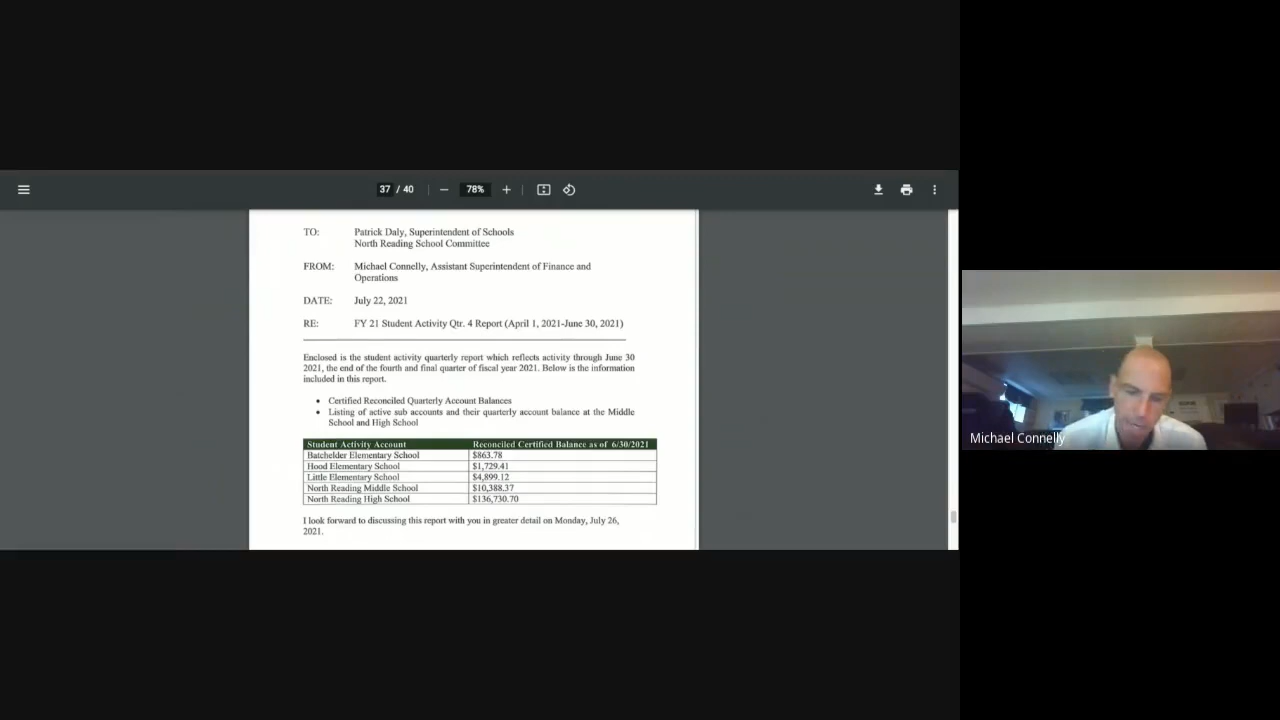 37 / 40
78%
TO: Patrick Daly, Superintendent of Schools
North Reading School Committee
FROM: Michael Connelly, Assistant Superintendent of Finance and
Operations
DATE: July 22, 2021
RE: FY 21 Student Activity Qtr. 4 Report (April 1, 2021-June 30, 2021)
Enclosed is the student activity quarterly report which reflects activity through June 30
2021, the end of the fourth and final quarter of fiscal year 2021. Below is the information
included in this report.
• Certified Reconciled Quarterly Account Balances
• Listing of active sub accounts and their quarterly account balance at the Middle
School and High School
Student Activity Account Reconciled Certified Balance as of 6/30/2021
Batchelder Elementary School $863.78
Hood Elementary School $1,729.41
Little Elementary School $4,899.12
North Reading Middle School $10,388.37
North Reading High School $136,730.70
I look forward to discussing this report with you in greater detail on Monday, July 26,
2021.
Michael Connelly